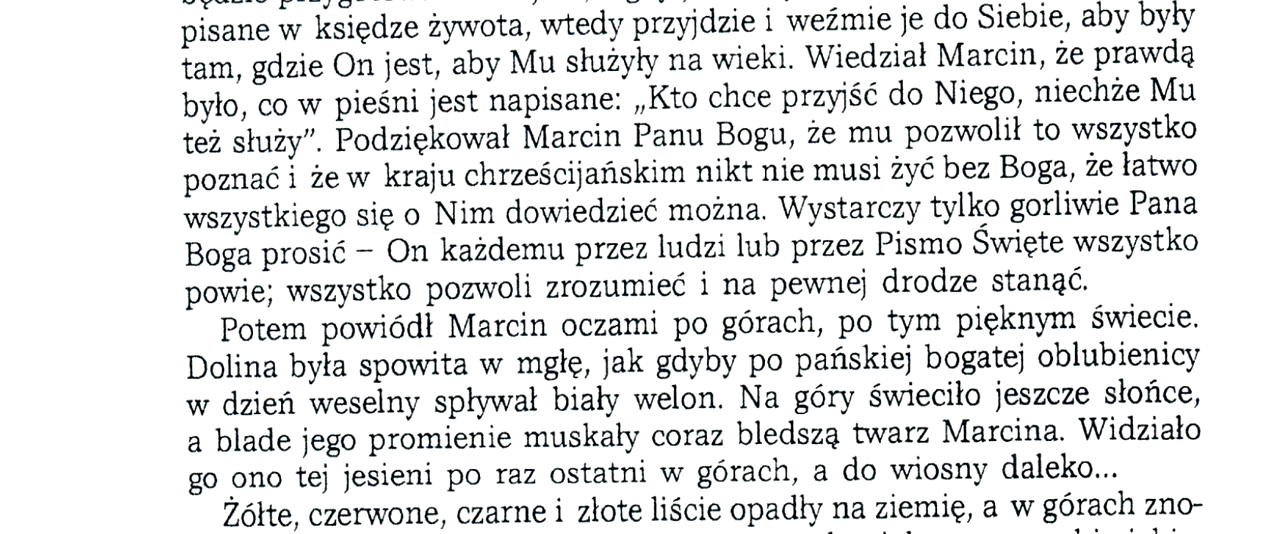 pisane w księdze żywota, wtedy przyjdzie i weźmie je do Siebie, aby były
tam, gdzie On jest, aby Mu służyły na wieki. Wiedział Marcin, że prawdą
było, co w pieśni jest napisane: „Kto chce przyjść do Niego, niechże Mu
też służy”. Podziękował Marcin Panu Bogu, że mu pozwolił to wszystko
poznać i że w kraju chrześcijańskim nikt nie musi żyć bez Boga, że łatwo
wszystkiego się o Nim dowiedzieć można. Wystarczy tylko gorliwie Pana
Boga prosić – On każdemu przez ludzi lub przez Pismo Święte wszystko
powie; wszystko pozwoli zrozumieć i na pewnej drodze stanąć.
Potem powiódł Marcin oczami po górach, po tym pięknym świecie.
Dolina była spowita w mgłę, jak gdyby po pańskiej bogatej oblubienicy
w dzień weselny spływał biały welon. Na góry świeciło jeszcze słońce,
a blade jego promienie muskały coraz bledszą twarz Marcina. Widziało
go ono tej jesieni po raz ostatni w górach, a do wiosny daleko...
Żółte, czerwone, czarne i złote liście opadły na ziemię, a w górach zno-